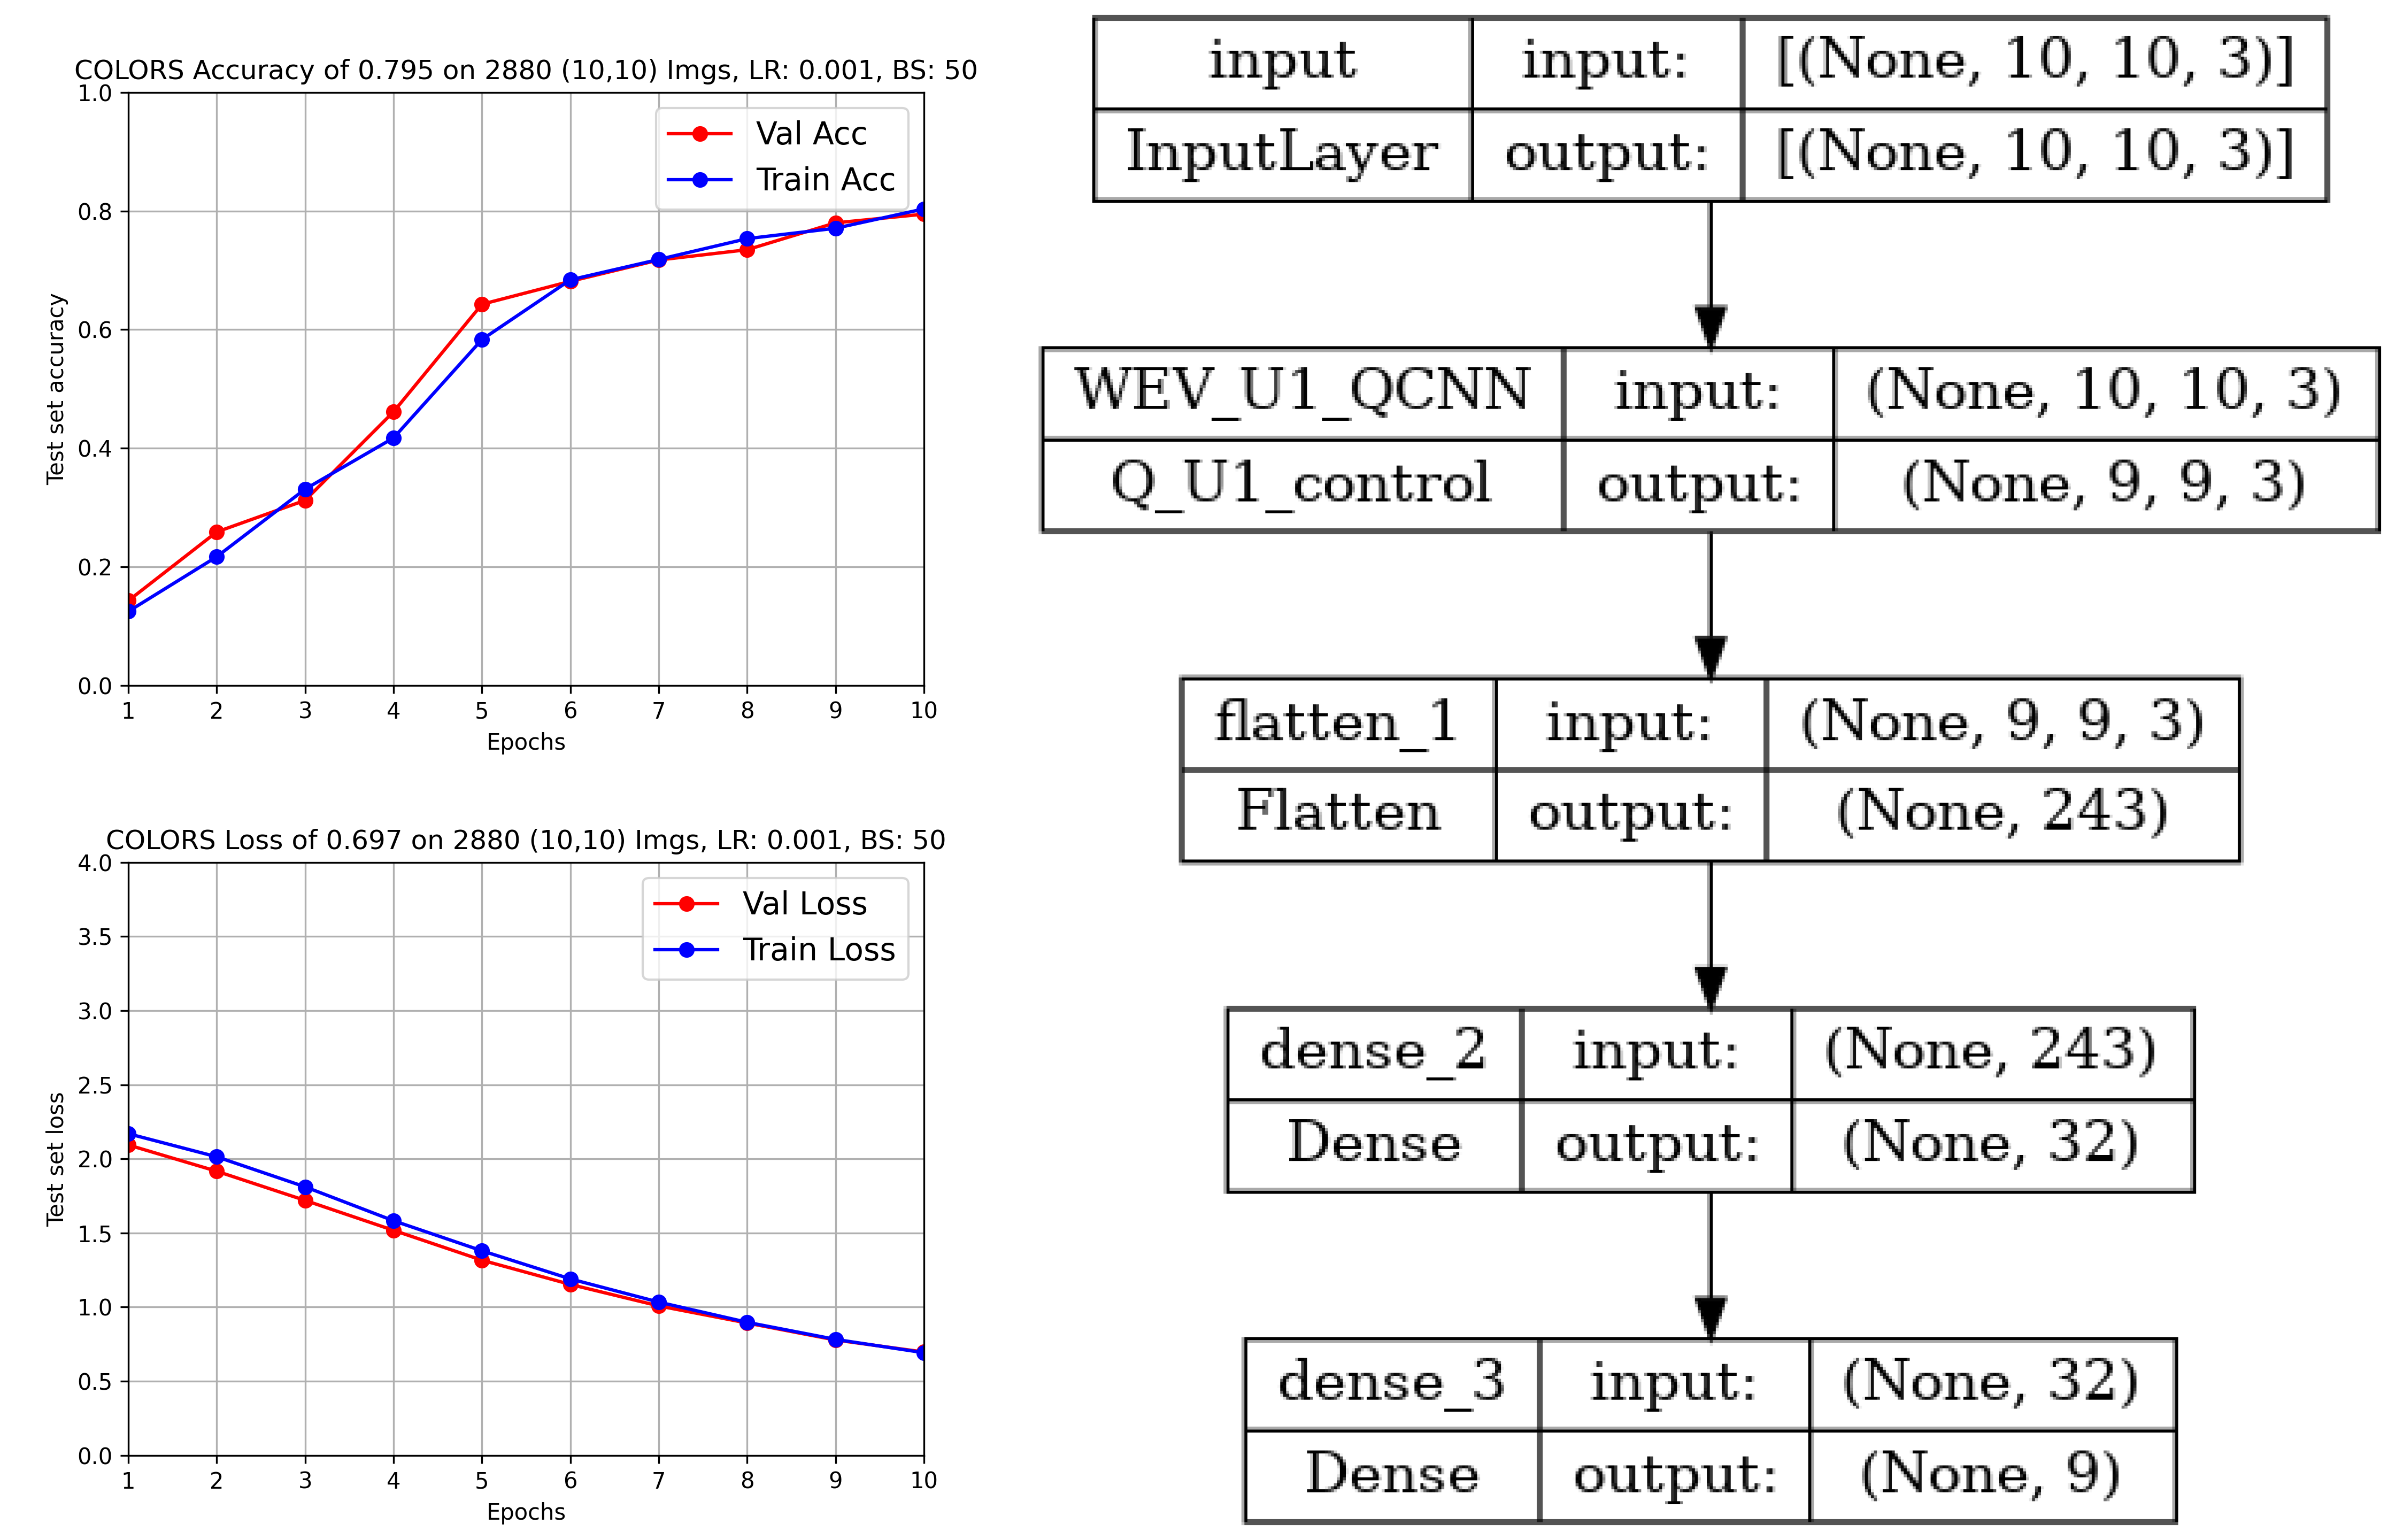 COLORS Accuracy of 0.795 on 2880 (10,10) Imgs, LR: 0.001, BS: 50
Val Acc
Train Acc
1.0
0.8
0.6
0.4
0.2
0.0
Test set accuracy
1 2 3 4 5 6 7 8 9 10
Epochs
COLORS Loss of 0.697 on 2880 (10,10) Imgs, LR: 0.001, BS: 50
Val Loss
Train Loss
4.0
3.5
3.0
2.5
2.0
1.5
1.0
0.5
0.0
Test set loss
1 2 3 4 5 6 7 8 9 10
Epochs
input input: [(None, 10, 10, 3)]
InputLayer output: [(None, 10, 10, 3)]
WEV_U1_QCNN input: (None, 10, 10, 3)
Q_U1_control output: (None, 9, 9, 3)
flatten_1 input: (None, 9, 9, 3)
Flatten output: (None, 243)
dense_2 input: (None, 243)
Dense output: (None, 32)
dense_3 input: (None, 32)
Dense output: (None, 9)